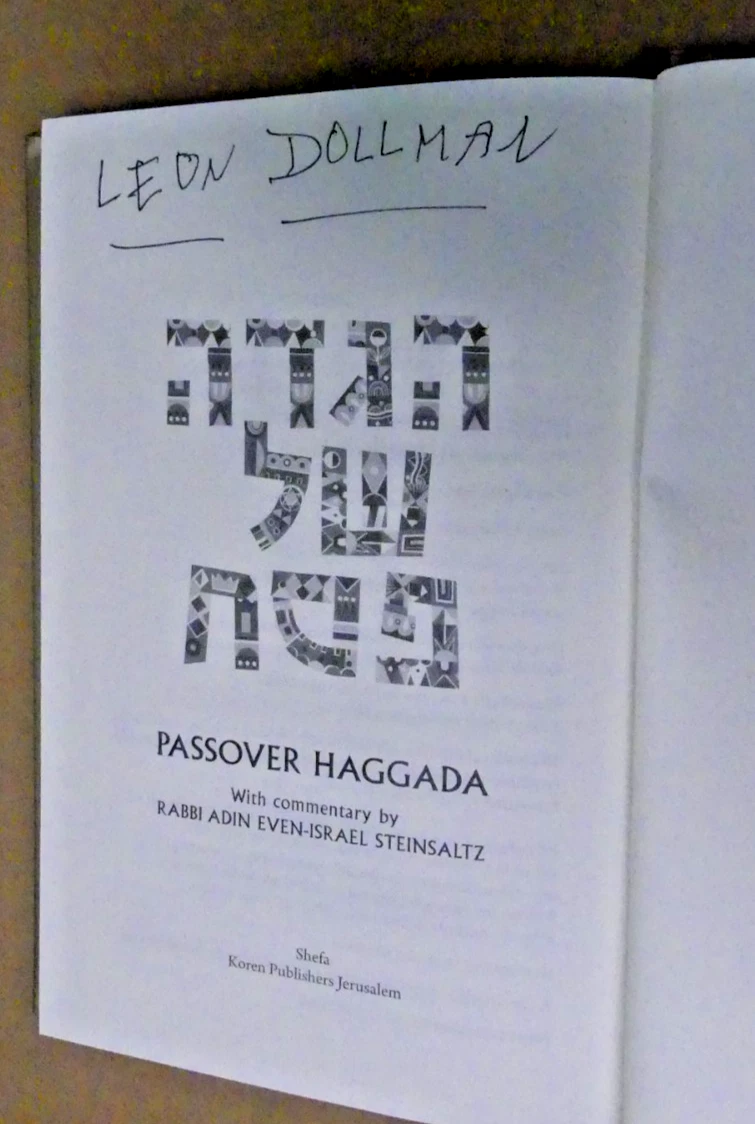 LEON DOLLMAN
הגדה
של
פסח
PASSOVER HAGGADA
With commentary by
RABBI ADIN EVEN-ISRAEL STEINSALTZ
Shefa
Koren Publishers Jerusalem